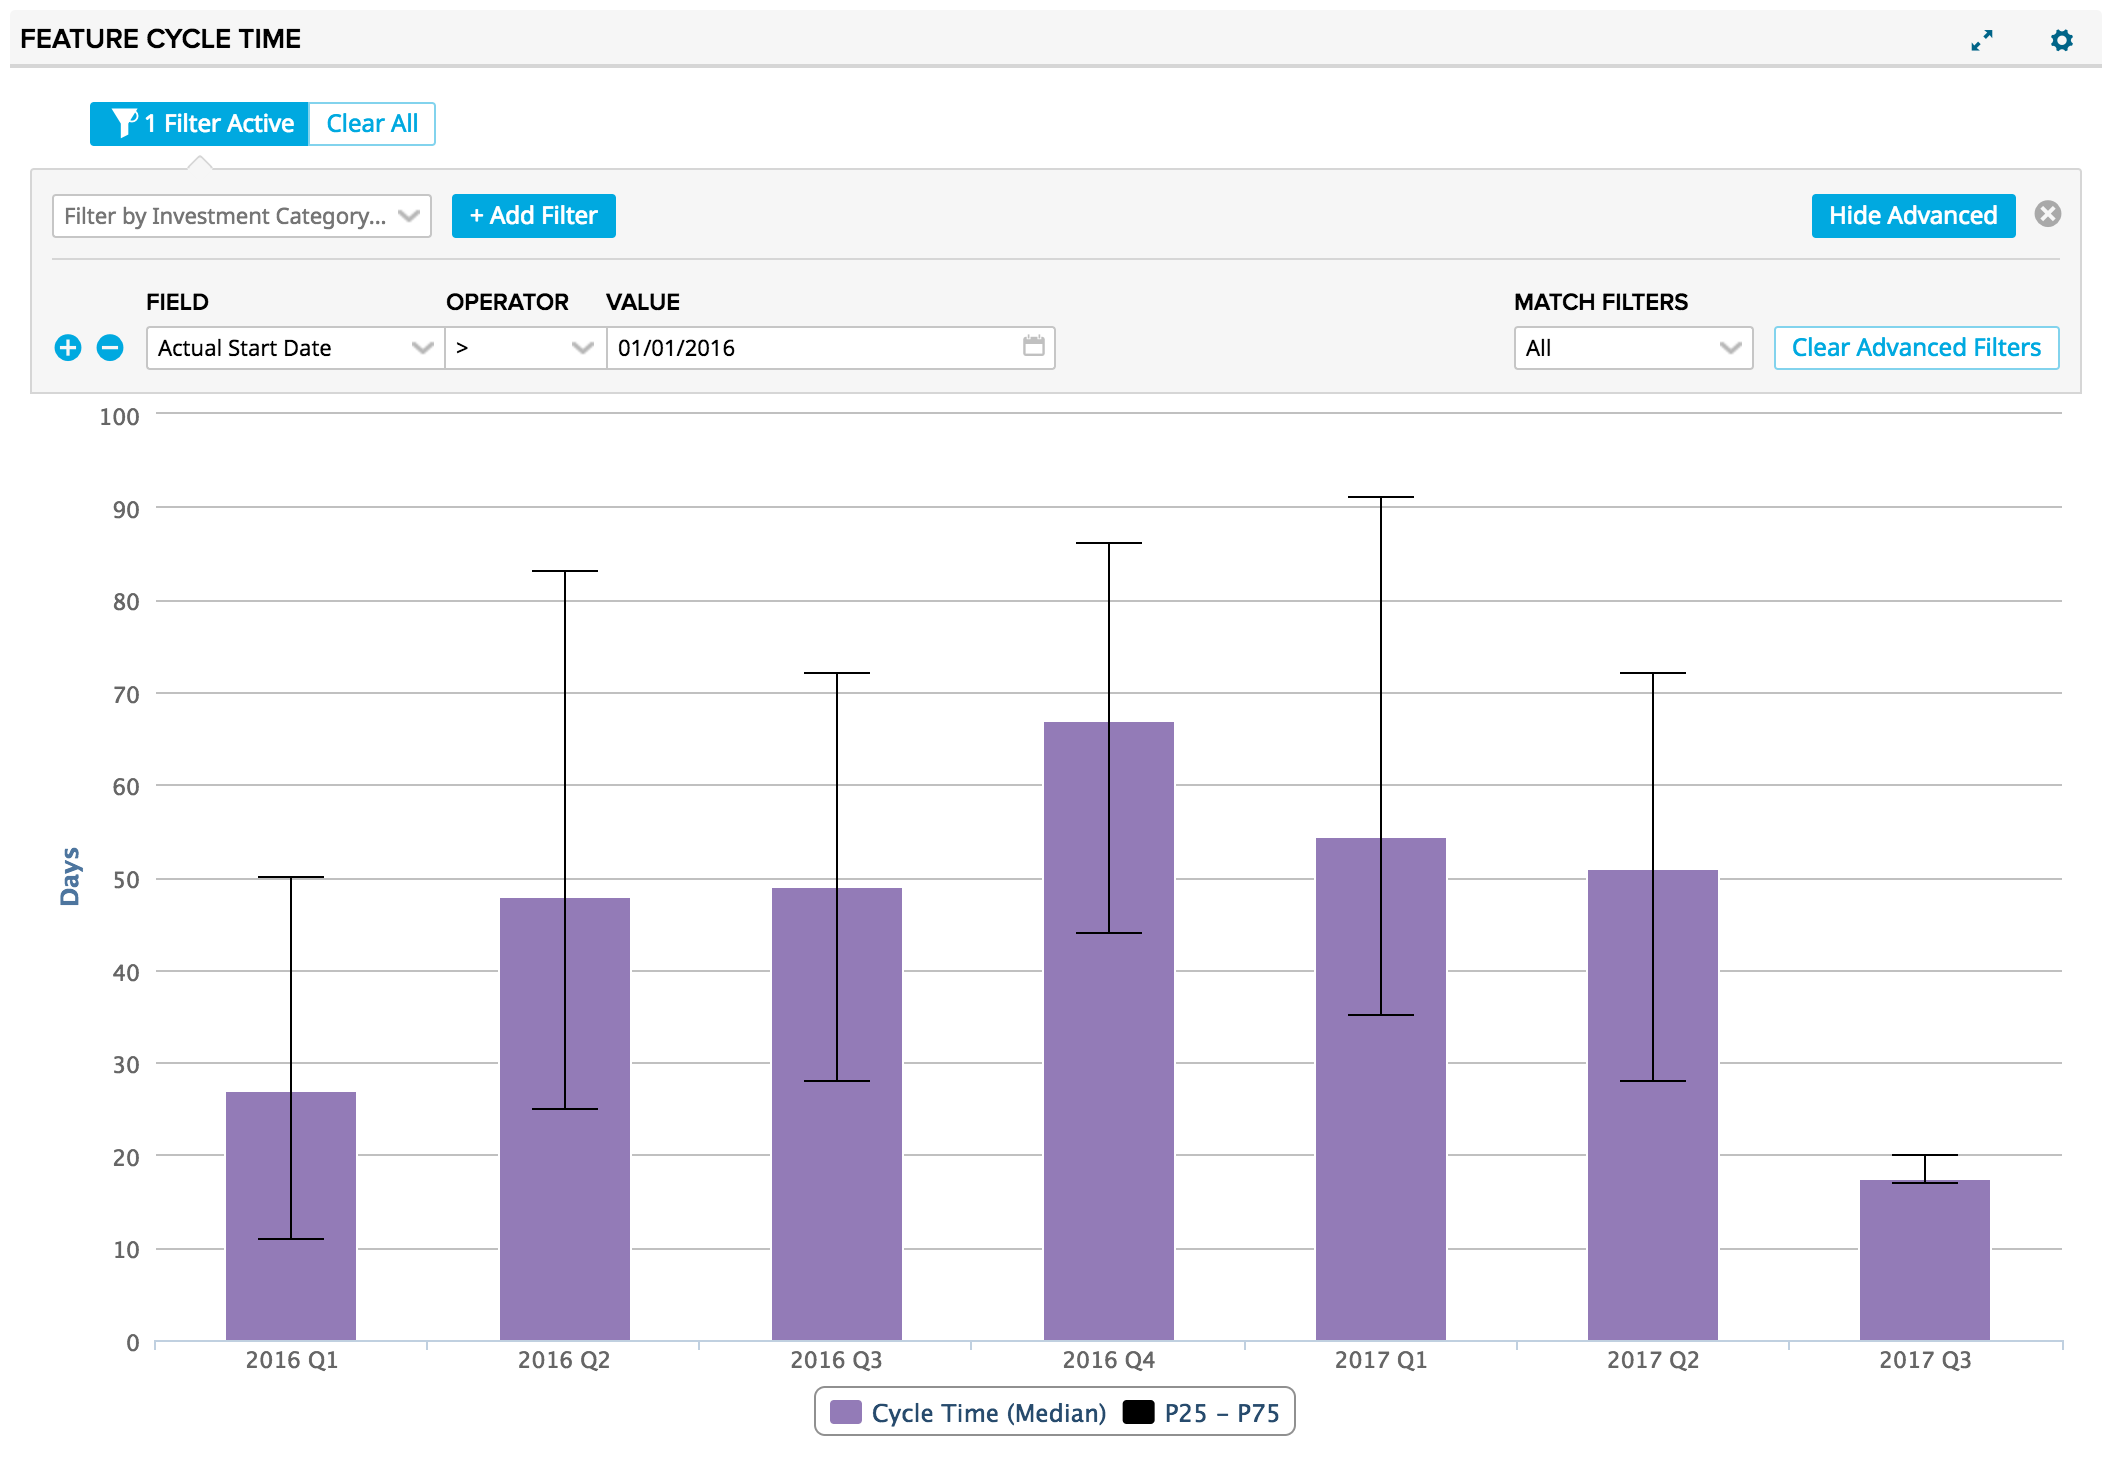 FEATURE CYCLE TIME
1 Filter Active Clear All
Filter by Investment Category... + Add Filter Hide Advanced
FIELD OPERATOR VALUE MATCH FILTERS
Actual Start Date > 01/01/2016 All Clear Advanced Filters
100
90
80
70
60
50
40
30
20
10
0
Days
2016 Q1 2016 Q2 2016 Q3 2016 Q4 2017 Q1 2017 Q2 2017 Q3
Cycle Time (Median) P25 - P75